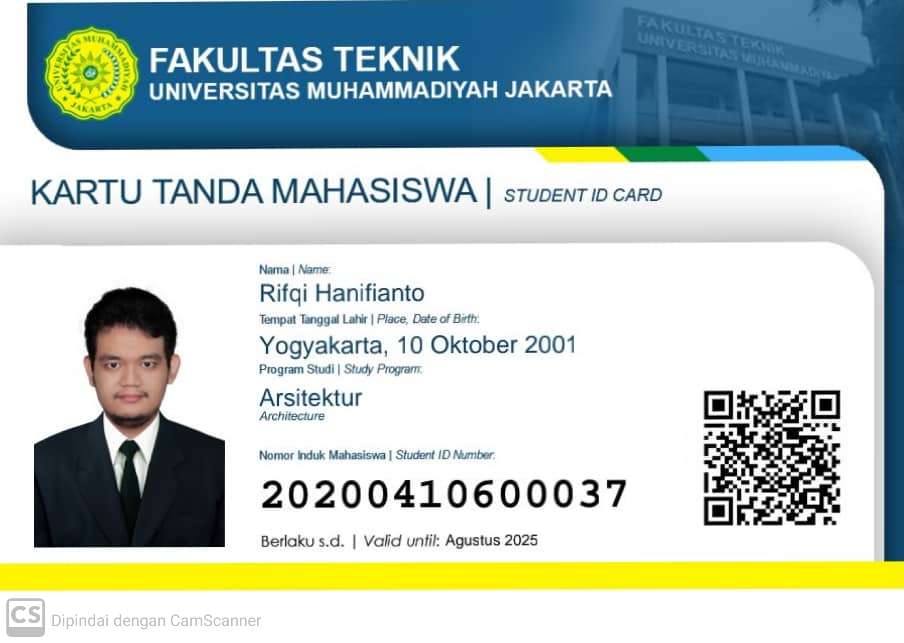 FAKULTAS TEKNIK
UNIVERSITAS MUHAMMADIYAH JAKARTA
UNIVERSITAS MUHAMMADIYAH
JAKARTA
FAKULTAS TEKNIK
UNIVERSITAS MUHAMMADIYAH
KARTU TANDA MAHASISWA | STUDENT ID CARD
Nama | Name:
Rifqi Hanifianto
Tempat Tanggal Lahir | Place, Date of Birth:
Yogyakarta, 10 Oktober 2001
Program Studi | Study Program:
Arsitektur
Architecture
Nomor Induk Mahasiswa | Student ID Number:
20200410600037
Berlaku s.d. | Valid until: Agustus 2025
CS Dipindai dengan CamScanner